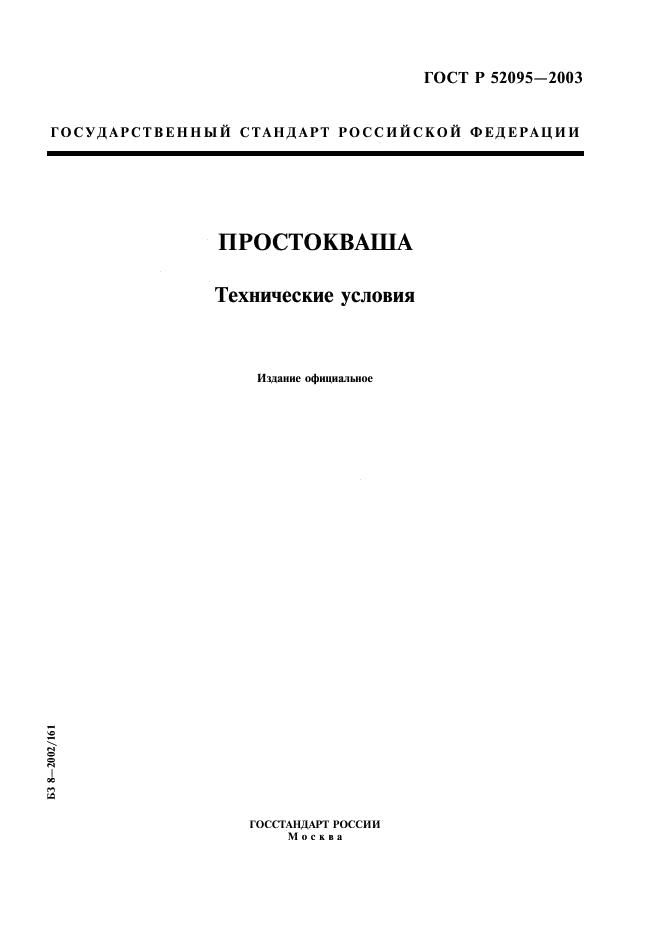 ГОСТ Р 52095—2003
ГОСУДАРСТВЕННЫЙ СТАНДАРТ РОССИЙСКОЙ ФЕДЕРАЦИИ
ПРОСТОКВАША
Технические условия
Издание официальное
БЗ 8—2002/161
ГОССТАНДАРТ РОССИИ
Москва